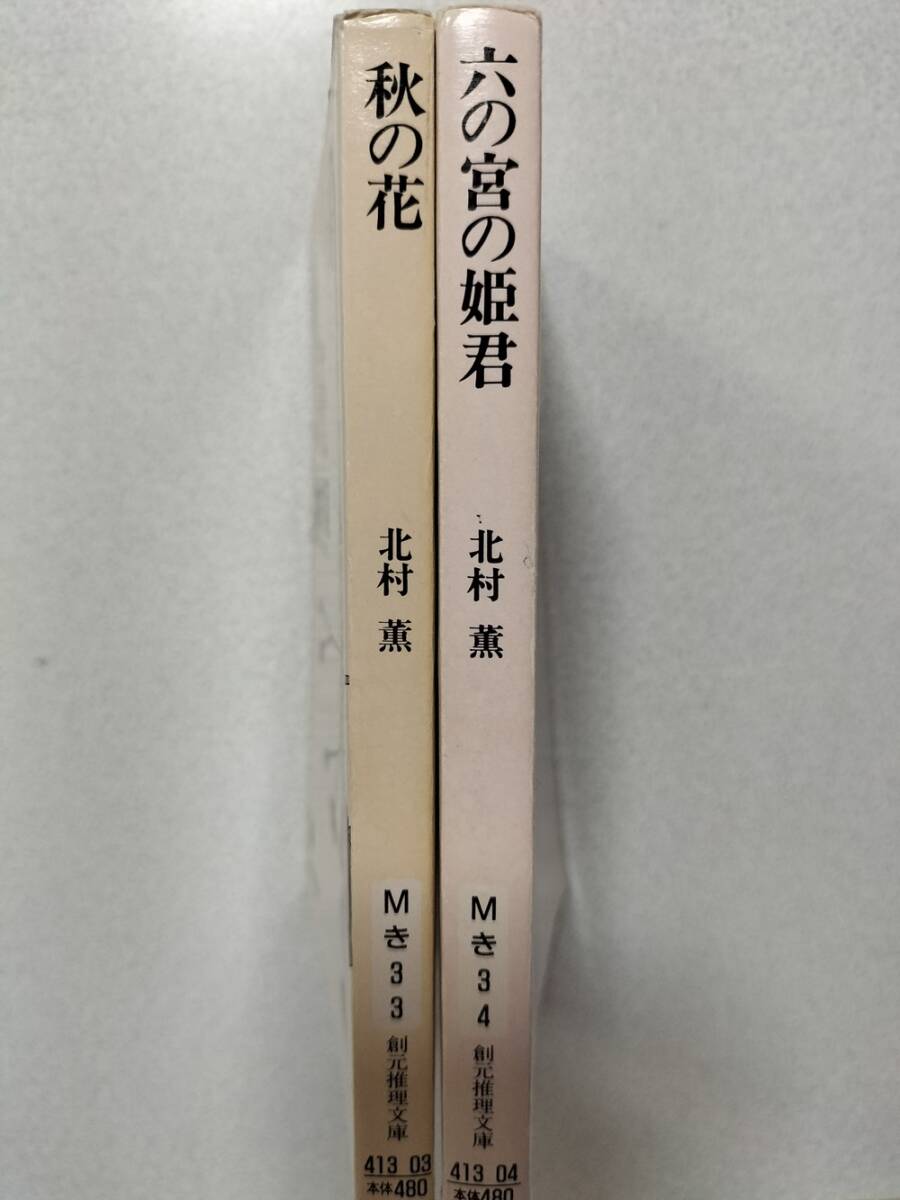 秋の花
北村 薫
Mき33
創元推理文庫
413 03
本体480
六の宮の姫君
北村 薫
Mき34
創元推理文庫
413 04
本体480